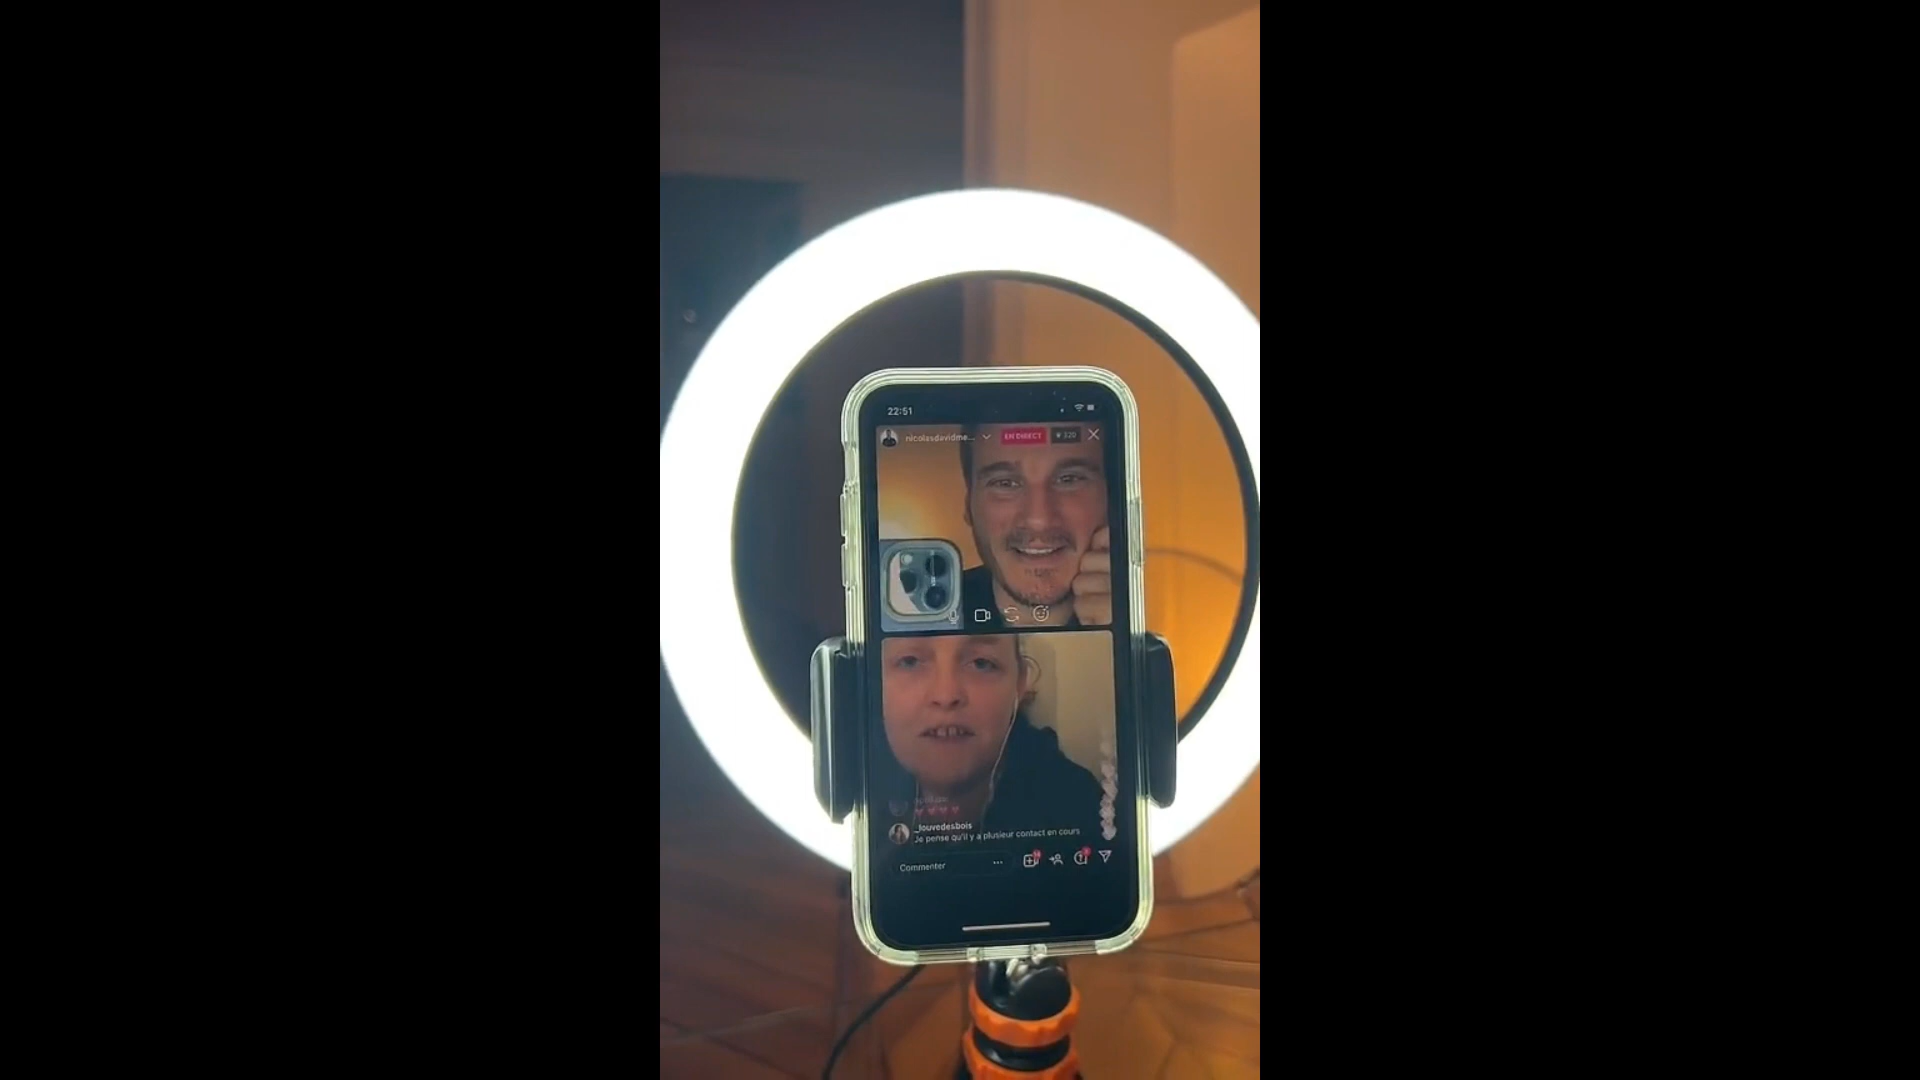 22:51
nicolasdavidme... EN DIRECT 320
_louvedesbois
Je pense qu'il y a plusieur contact en cours
Commenter